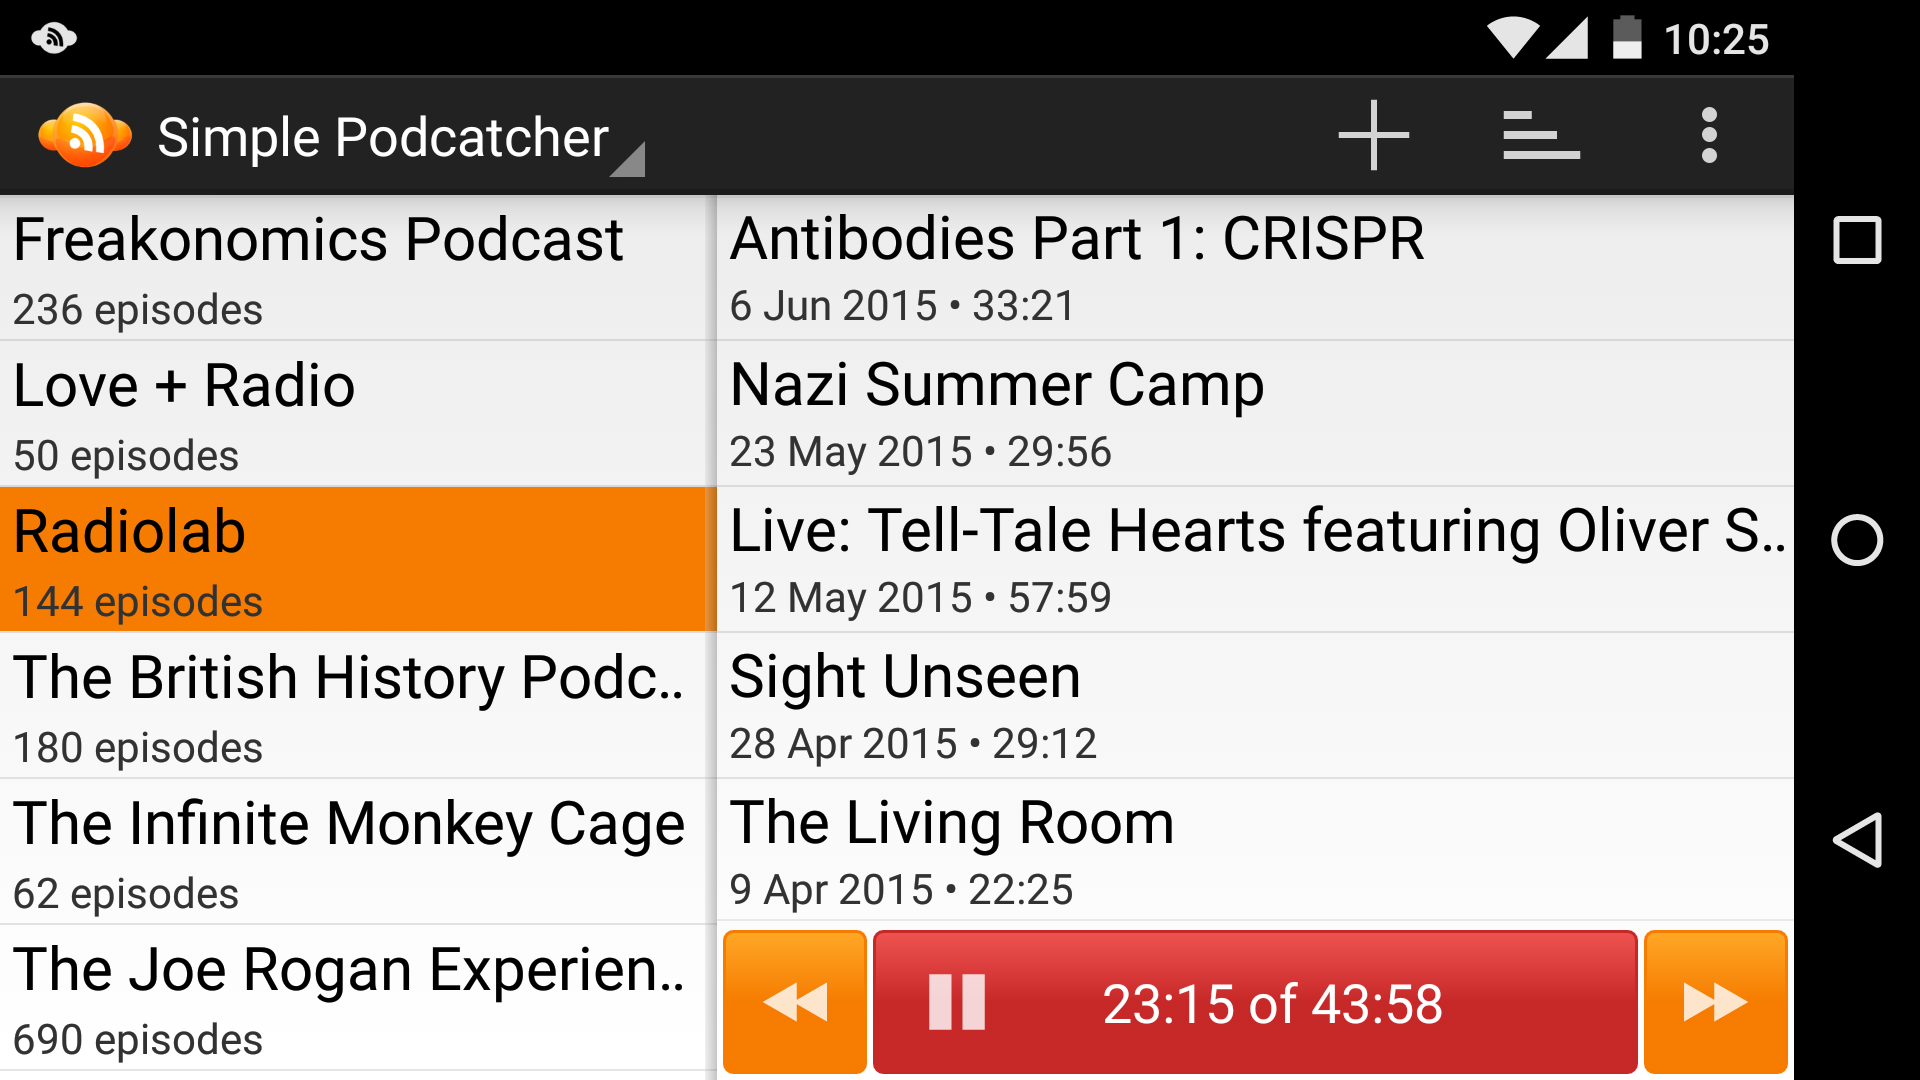 10:25
Simple Podcatcher
Freakonomics Podcast
236 episodes
Love + Radio
50 episodes
Radiolab
144 episodes
The British History Podc..
180 episodes
The Infinite Monkey Cage
62 episodes
The Joe Rogan Experien..
690 episodes
Antibodies Part 1: CRISPR
6 Jun 2015 • 33:21
Nazi Summer Camp
23 May 2015 • 29:56
Live: Tell-Tale Hearts featuring Oliver S..
12 May 2015 • 57:59
Sight Unseen
28 Apr 2015 • 29:12
The Living Room
9 Apr 2015 • 22:25
23:15 of 43:58